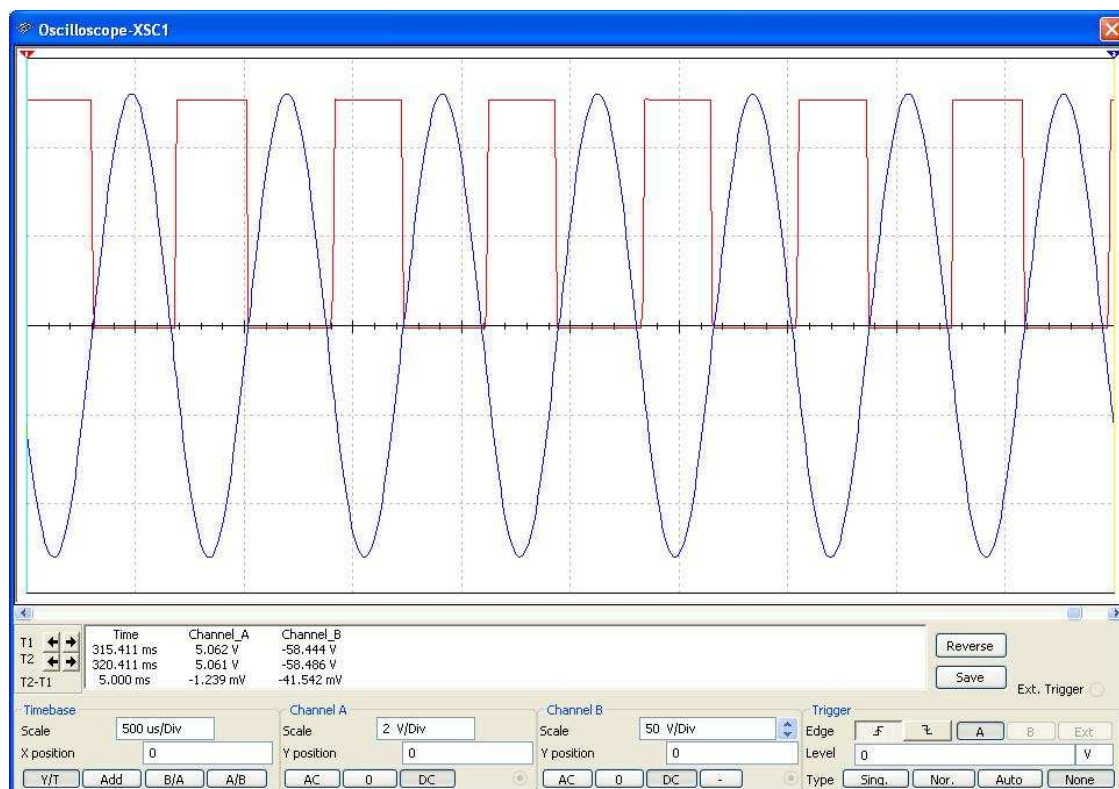 Oscilloscope-XSC1
Time Channel_A Channel_B
T1 315.411 ms 5.062 V -58.444 V
T2 320.411 ms 5.061 V -58.486 V
T2-T1 5.000 ms -1.239 mV -41.542 mV
Reverse
Save
Ext. Trigger
Timebase
Scale 500 us/Div
X position 0
Y/T Add B/A A/B
Channel A
Scale 2 V/Div
Y position 0
AC 0 DC
Channel B
Scale 50 V/Div
Y position 0
AC 0 DC -
Trigger
Edge A B Ext
Level 0 V
Type Sing. Nor. Auto None